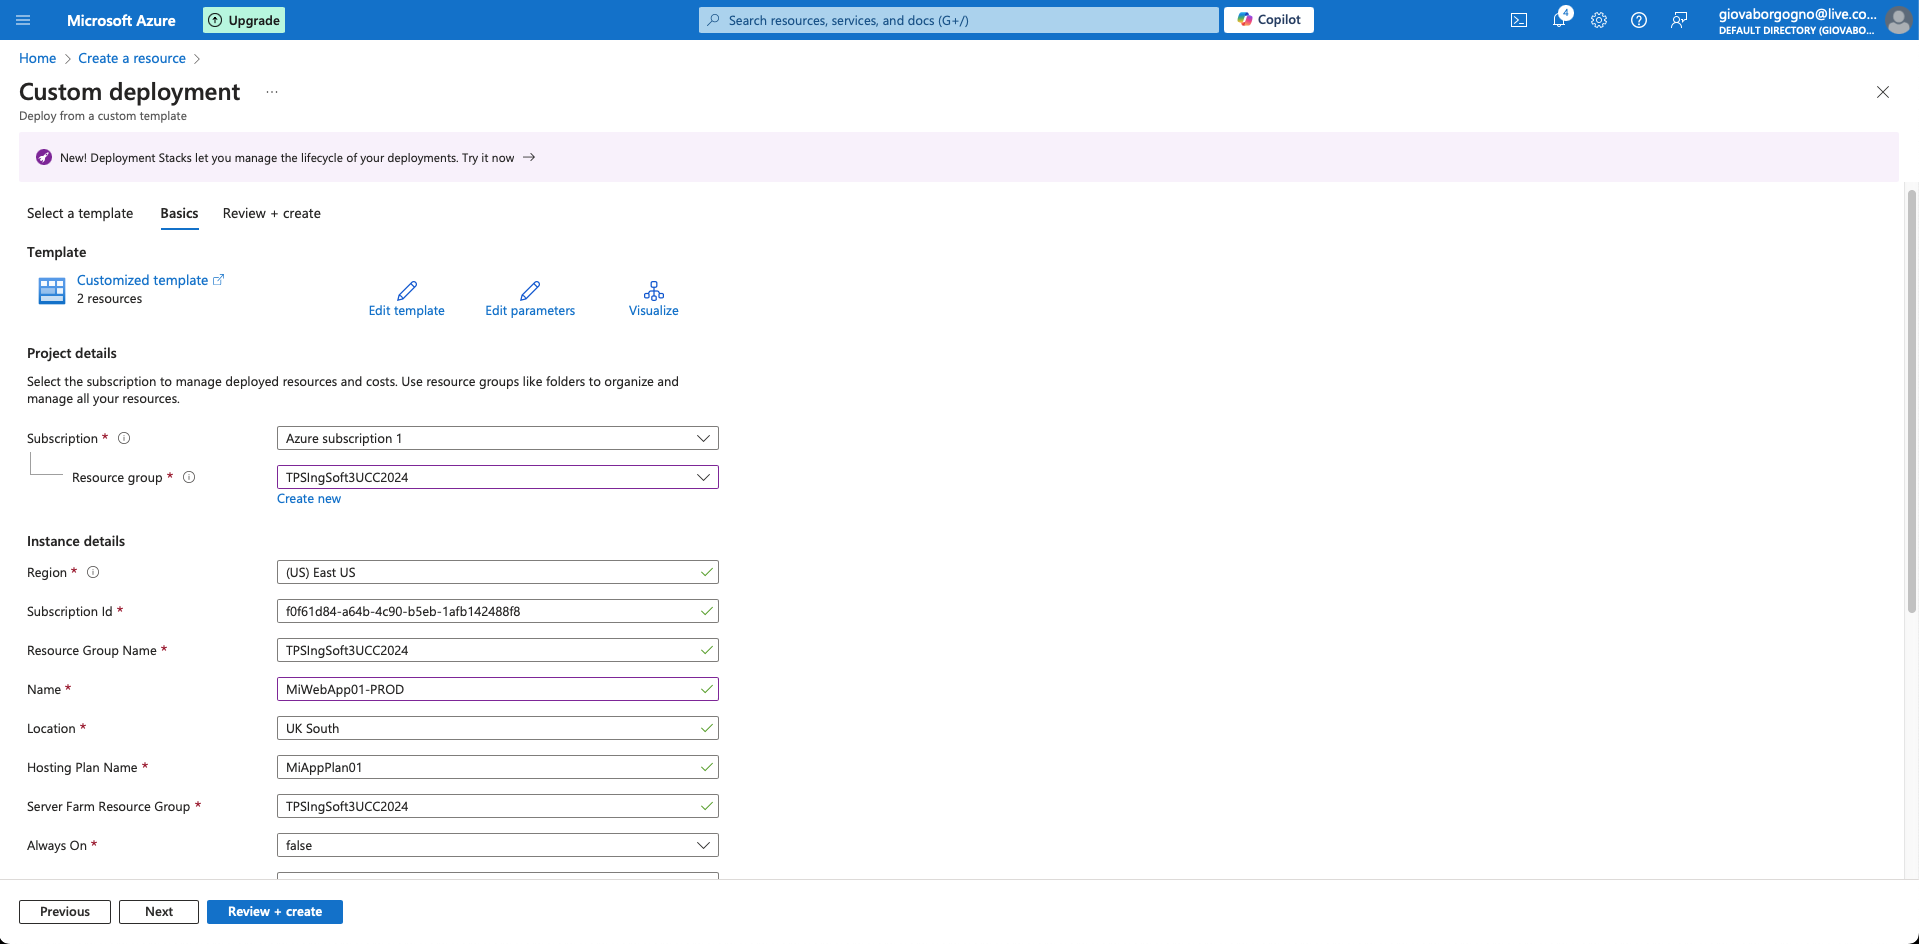 Microsoft Azure
Upgrade
Search resources, services, and docs (G+/)
Copilot
4
giovaborgogno@live.co...
DEFAULT DIRECTORY (GIOVABO...
Home > Create a resource >
Custom deployment ...
Deploy from a custom template
New! Deployment Stacks let you manage the lifecycle of your deployments. Try it now →
Select a template Basics Review + create
Template
Customized template
2 resources
Edit template Edit parameters Visualize
Project details
Select the subscription to manage deployed resources and costs. Use resource groups like folders to organize and
manage all your resources.
Subscription * Azure subscription 1
Resource group * TPSIngSoft3UCC2024
Create new
Instance details
Region * (US) East US
Subscription Id * f0f61d84-a64b-4c90-b5eb-1afb142488f8
Resource Group Name * TPSIngSoft3UCC2024
Name * MiWebApp01-PROD
Location * UK South
Hosting Plan Name * MiAppPlan01
Server Farm Resource Group * TPSIngSoft3UCC2024
Always On * false
Previous Next Review + create